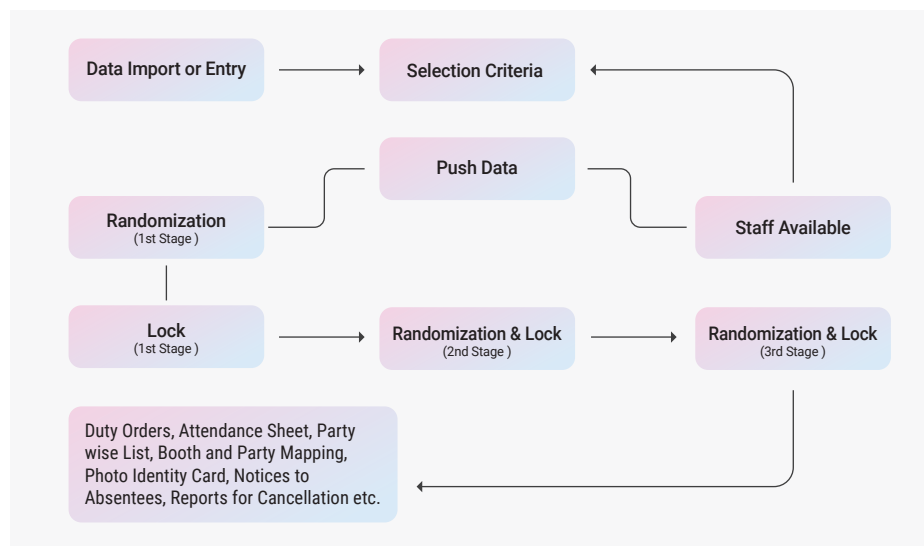 Data Import or Entry
Selection Criteria
Push Data
Randomization
(1st Stage )
Staff Available
Lock
(1st Stage )
Randomization & Lock
(2nd Stage )
Randomization & Lock
(3rd Stage )
Duty Orders, Attendance Sheet, Party
wise List, Booth and Party Mapping,
Photo Identity Card, Notices to
Absentees, Reports for Cancellation etc.